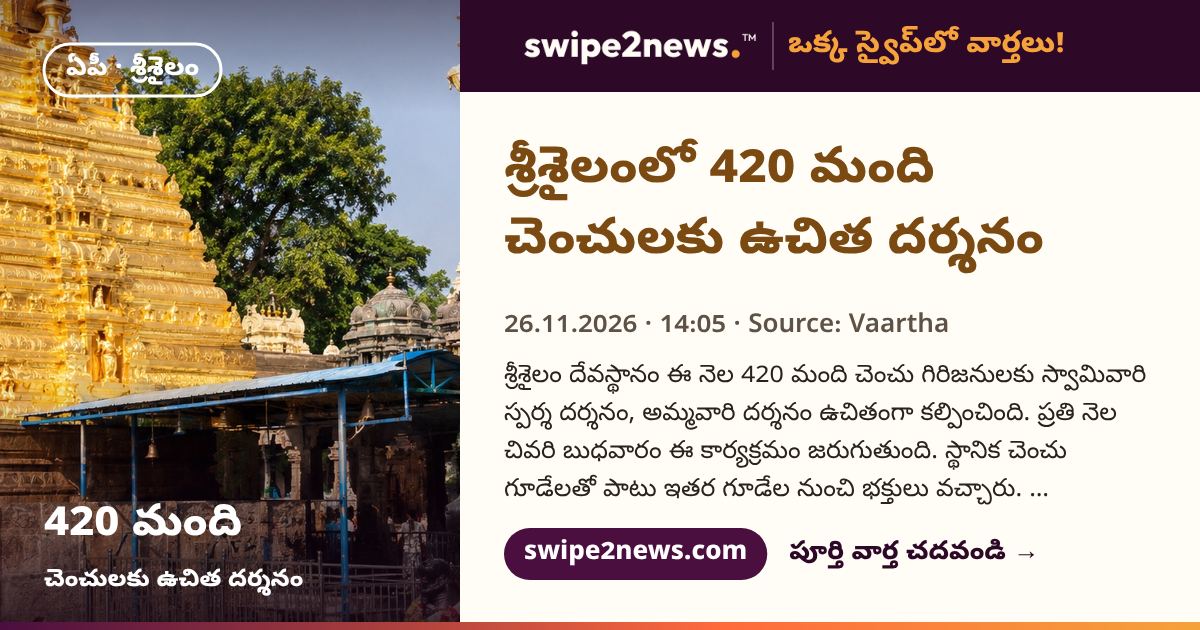 ఏపీ · శ్రీశైలం
swipe2news.™ ఒక్క స్వైప్‌లో వార్తలు!
శ్రీశైలంలో 420 మంది
చెంచులకు ఉచిత దర్శనం
26.11.2026 · 14:05 · Source: Vaartha
శ్రీశైలం దేవస్థానం ఈ నెల 420 మంది చెంచు గిరిజనులకు స్వామివారి
స్పర్శ దర్శనం, అమ్మవారి దర్శనం ఉచితంగా కల్పించింది. ప్రతి నెల
చివరి బుధవారం ఈ కార్యక్రమం జరుగుతుంది. స్థానిక చెంచు
గూడేలతో పాటు ఇతర గూడేల నుంచి భక్తులు వచ్చారు. ...
420 మంది
చెంచులకు ఉచిత దర్శనం
swipe2news.com పూర్తి వార్త చదవండి →